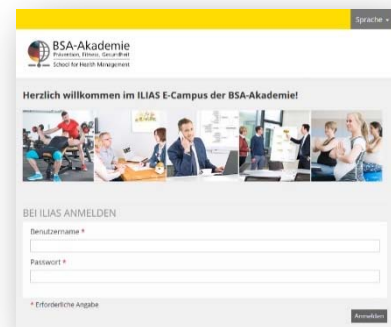 Sprache
BSA-Akademie
Prävention, Fitness, Gesundheit
School for Health Management
Herzlich willkommen im ILIAS E-Campus der BSA-Akademie!
BEI ILIAS ANMELDEN
Benutzername *
Passwort *
* Erforderliche Angabe
Anmelden